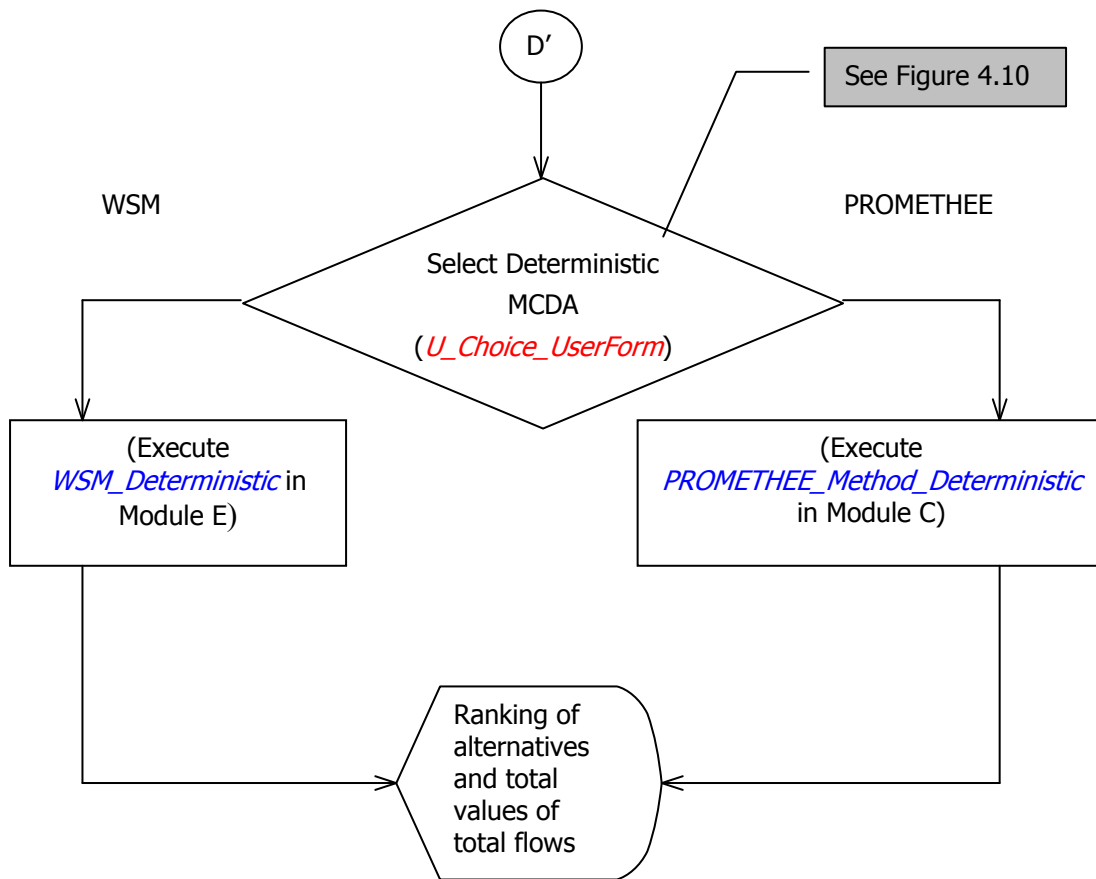 D’
See Figure 4.10
WSM
PROMETHEE
Select Deterministic
MCDA
(U_Choice_UserForm)
(Execute
WSM_Deterministic in
Module E)
(Execute
PROMETHEE_Method_Deterministic
in Module C)
Ranking of
alternatives
and total
values of
total flows